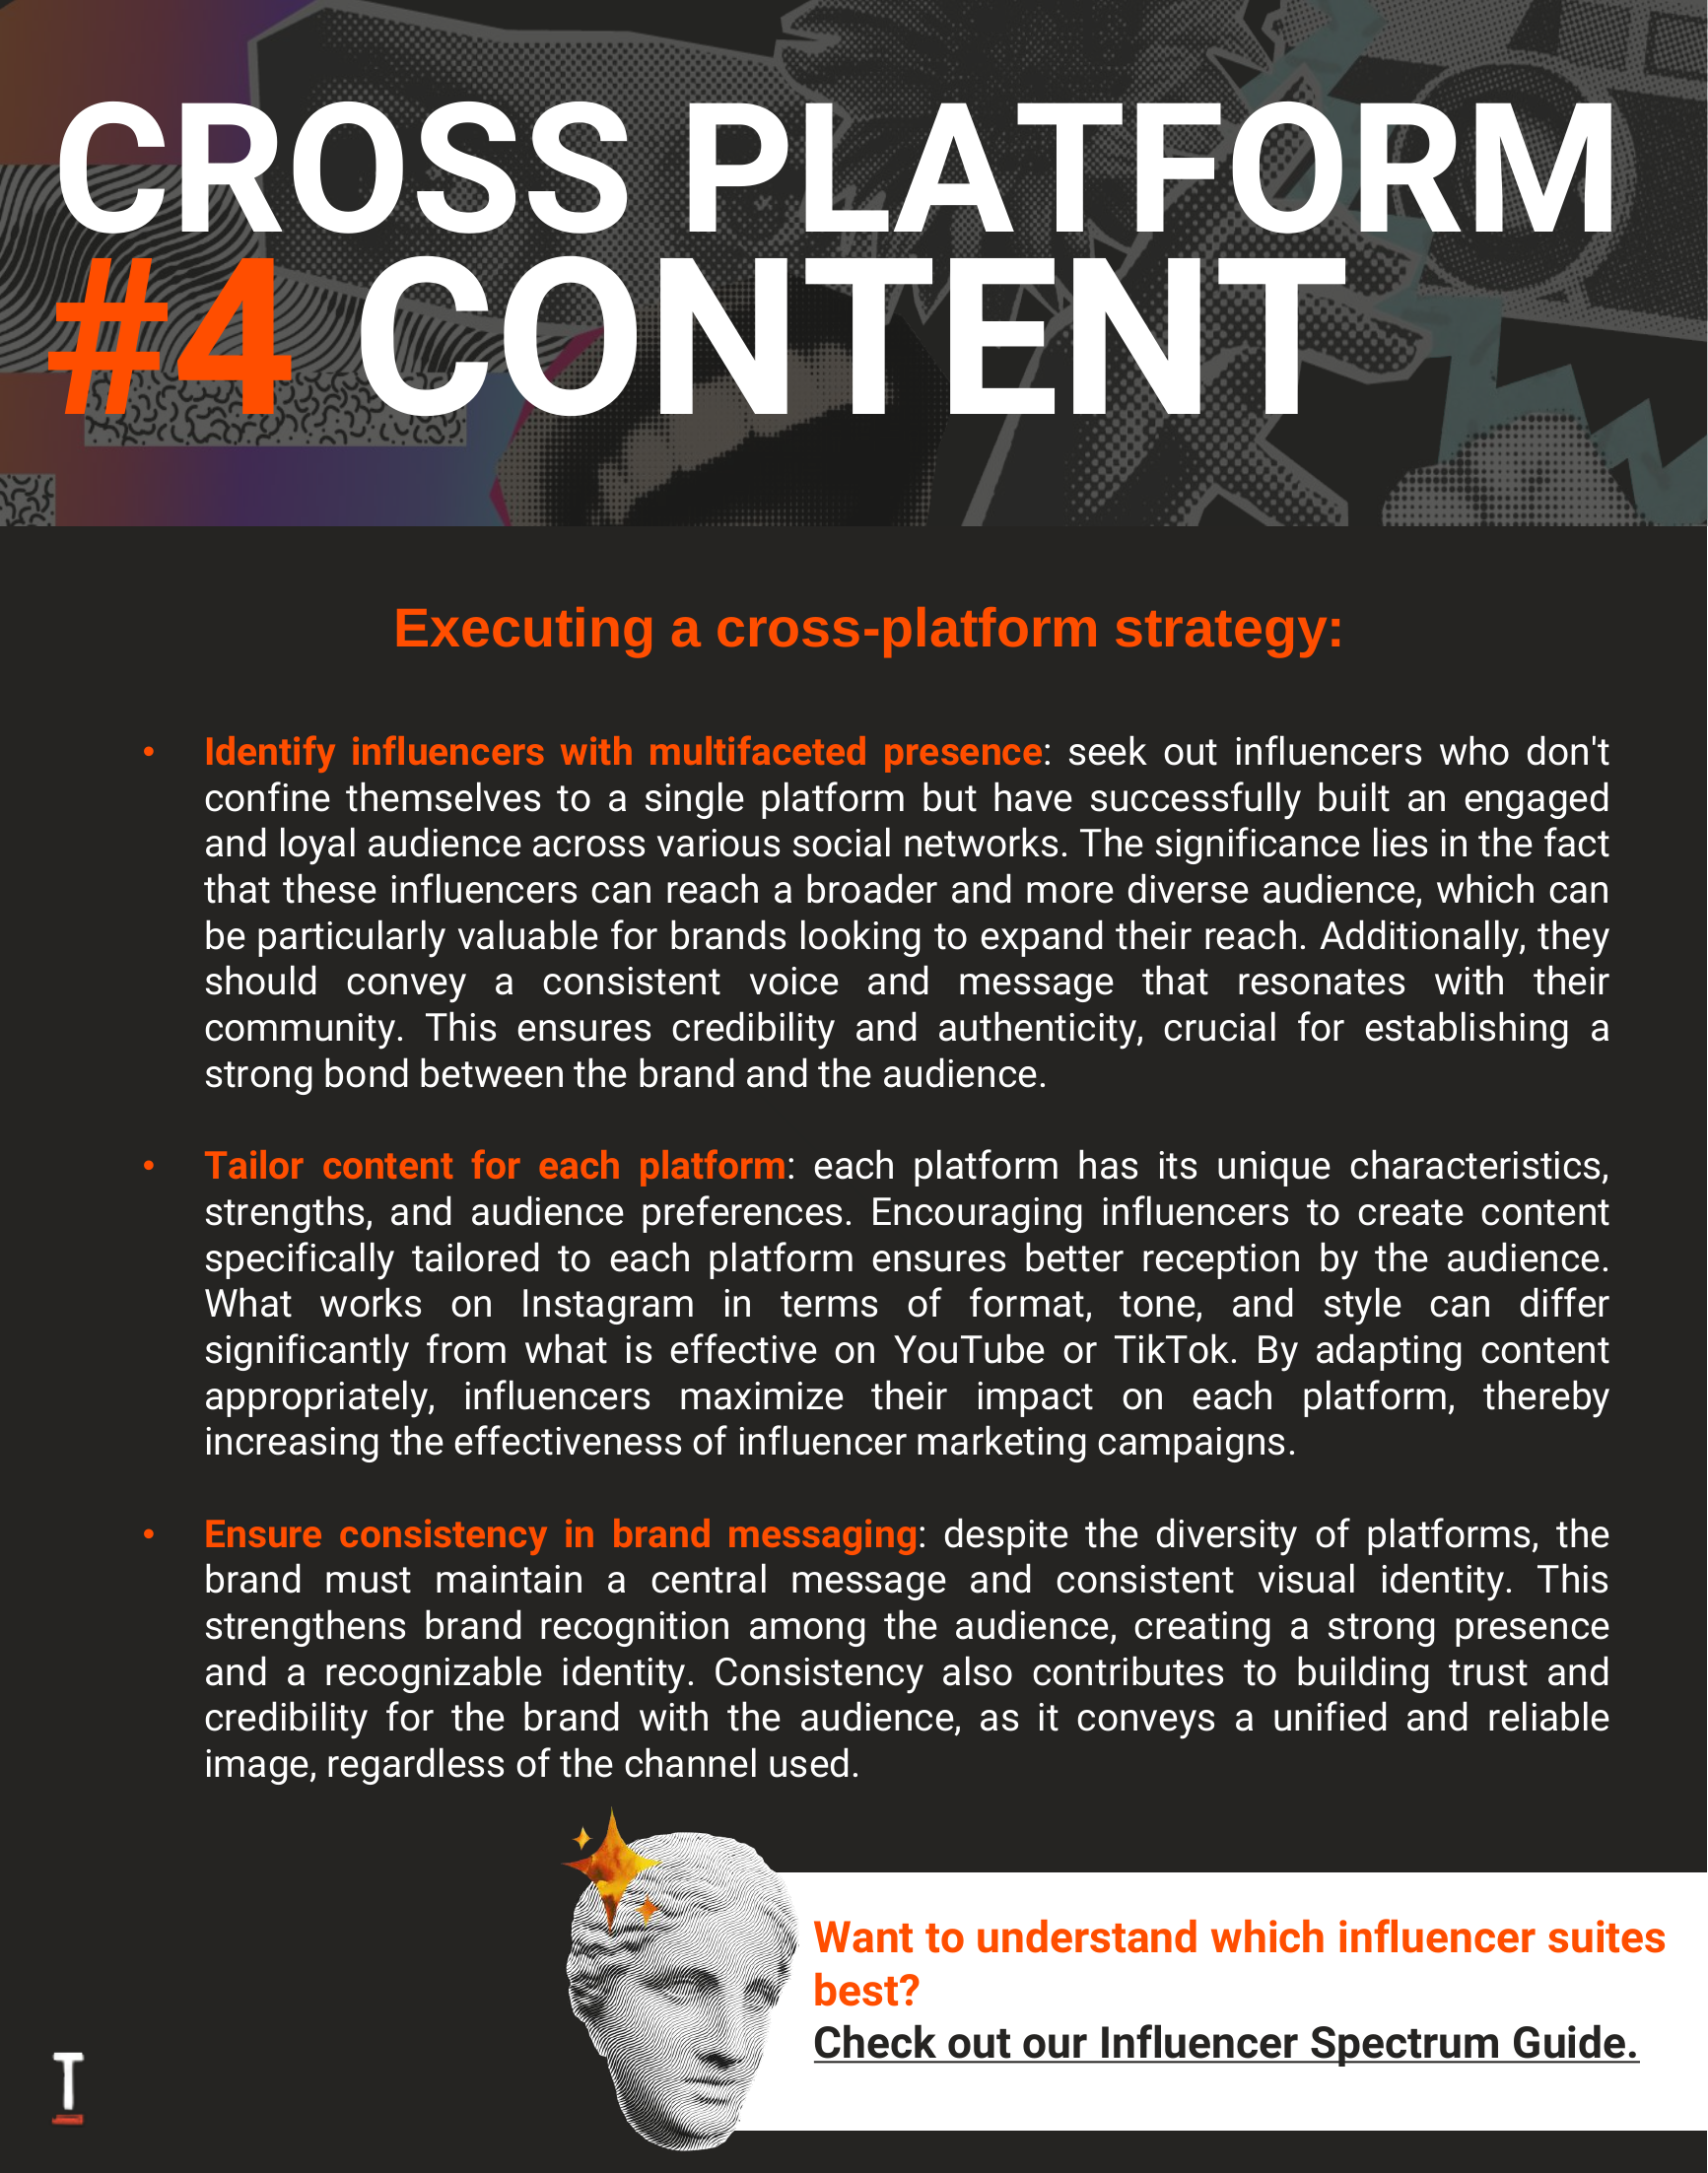 CROSS PLATFORM
#4 CONTENT
Executing a cross-platform strategy:
• Identify influencers with multifaceted presence: seek out influencers who don't
confine themselves to a single platform but have successfully built an engaged
and loyal audience across various social networks. The significance lies in the fact
that these influencers can reach a broader and more diverse audience, which can
be particularly valuable for brands looking to expand their reach. Additionally, they
should convey a consistent voice and message that resonates with their
community. This ensures credibility and authenticity, crucial for establishing a
strong bond between the brand and the audience.
• Tailor content for each platform: each platform has its unique characteristics,
strengths, and audience preferences. Encouraging influencers to create content
specifically tailored to each platform ensures better reception by the audience.
What works on Instagram in terms of format, tone, and style can differ
significantly from what is effective on YouTube or TikTok. By adapting content
appropriately, influencers maximize their impact on each platform, thereby
increasing the effectiveness of influencer marketing campaigns.
• Ensure consistency in brand messaging: despite the diversity of platforms, the
brand must maintain a central message and consistent visual identity. This
strengthens brand recognition among the audience, creating a strong presence
and a recognizable identity. Consistency also contributes to building trust and
credibility for the brand with the audience, as it conveys a unified and reliable
image, regardless of the channel used.
Want to understand which influencer suites
best?
Check out our Influencer Spectrum Guide.
T